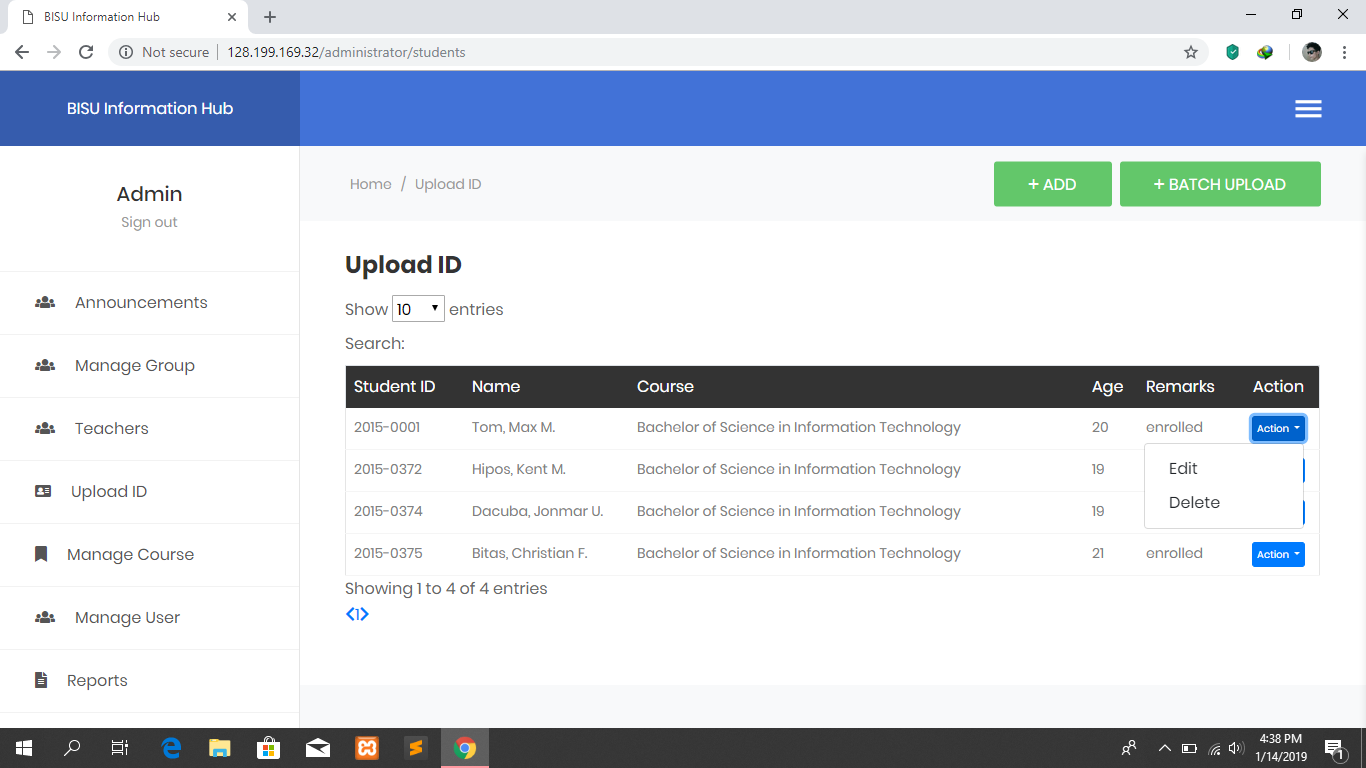 BISU Information Hub
Not secure 128.199.169.32/administrator/students
BISU Information Hub
Admin
Sign out
Announcements
Manage Group
Teachers
Upload ID
Manage Course
Manage User
Reports
Home / Upload ID
+ ADD
+ BATCH UPLOAD
Upload ID
Show 10 entries
Search:
Student ID Name Course Age Remarks Action
2015-0001 Tom, Max M. Bachelor of Science in Information Technology 20 enrolled Action
2015-0372 Hipos, Kent M. Bachelor of Science in Information Technology 19
2015-0374 Dacuba, Jonmar U. Bachelor of Science in Information Technology 19
2015-0375 Bitas, Christian F. Bachelor of Science in Information Technology 21 enrolled Action
Edit
Delete
Showing 1 to 4 of 4 entries
1
4:38 PM
1/14/2019
1